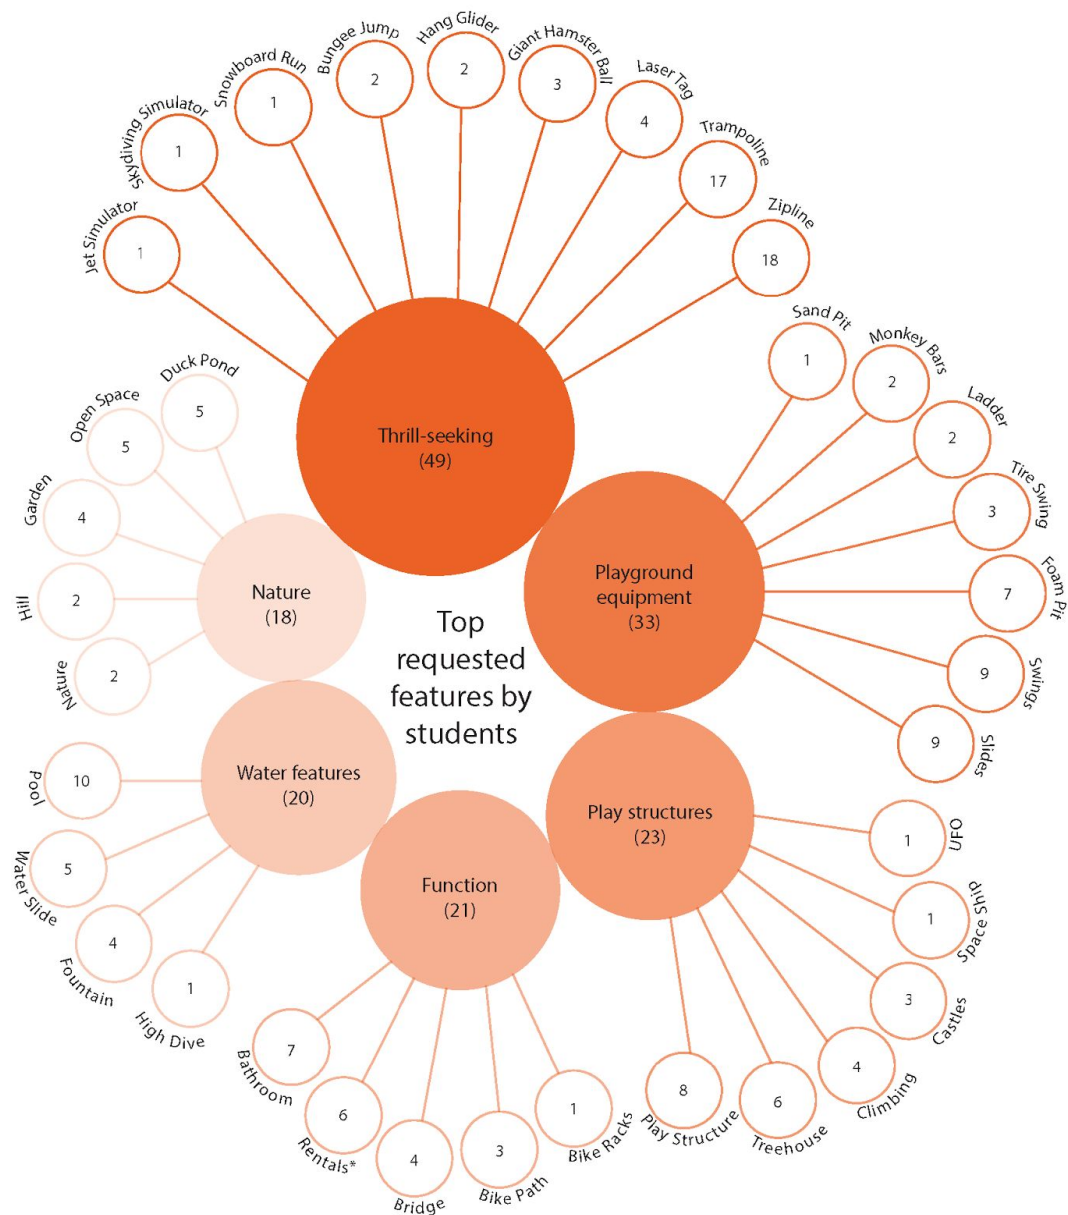 Top
requested
features by
students
Thrill-seeking
(49)
Jet Simulator
1
Skydiving Simulator
1
Snowboard Run
1
Bungee Jump
2
Hang Glider
2
Giant Hamster Ball
3
Laser Tag
4
Trampoline
17
Zipline
18
Playground
equipment
(33)
Sand Pit
1
Monkey Bars
2
Ladder
2
Tire Swing
3
Foam Pit
7
Swings
9
Slides
9
Play structures
(23)
UFO
1
Space Ship
1
Castles
3
Climbing
4
Treehouse
6
Play Structure
8
Function
(21)
Bike Racks
1
Bike Path
3
Bridge
4
Rentals*
6
Bathroom
7
Water features
(20)
High Dive
1
Fountain
4
Water Slide
5
Pool
10
Nature
(18)
Nature
2
Hill
2
Garden
4
Open Space
5
Duck Pond
5